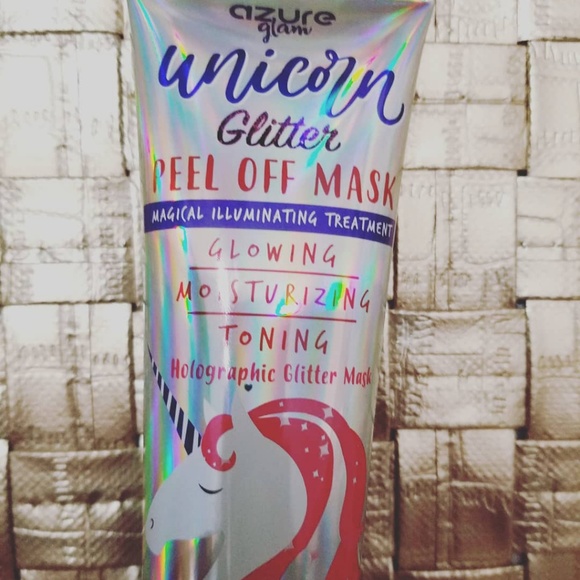 azure
glam
unicorn
Glitter
PEEL OFF MASK
MAGICAL ILLUMINATING TREATMENT
GLOWING
MOISTURIZING
TONING
Holographic Glitter Mask